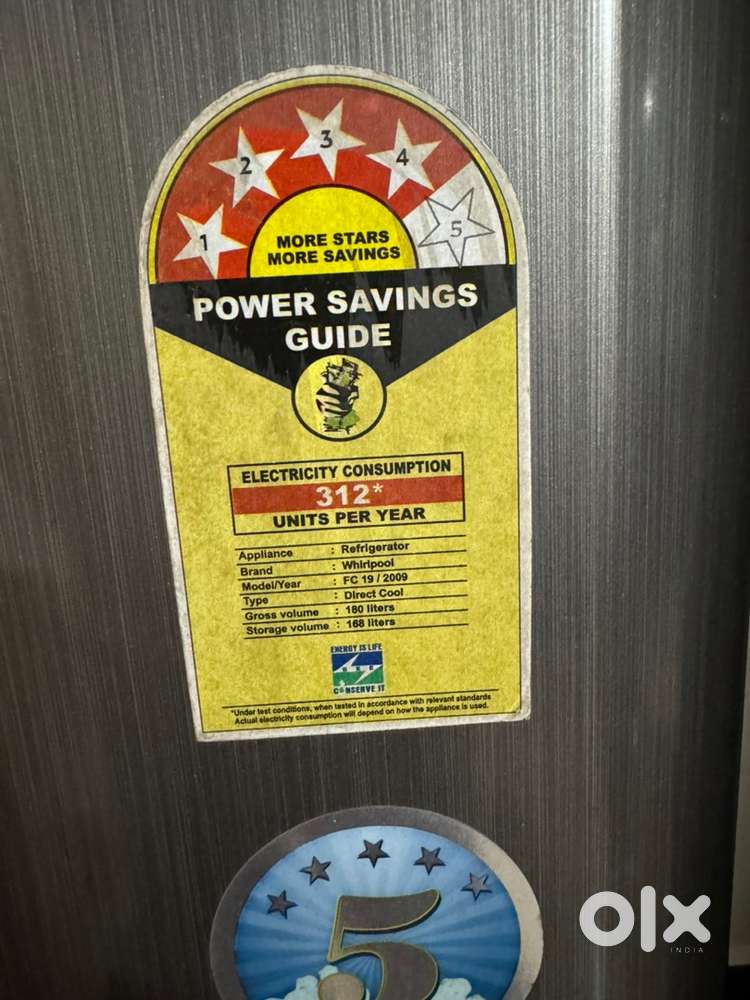 1
2
3
4
5
MORE STARS
MORE SAVINGS
POWER SAVINGS
GUIDE
ELECTRICITY CONSUMPTION
312*
UNITS PER YEAR
Appliance : Refrigerator
Brand : Whirlpool
Model/Year : FC 19 / 2009
Type : Direct Cool
Gross volume : 180 liters
Storage volume : 168 liters
ENERGY IS LIFE
CONSERVE IT
*Under test conditions, when tested in accordance with relevant standards
Actual electricity consumption will depend on how the appliance is used.
5
olx
INDIA